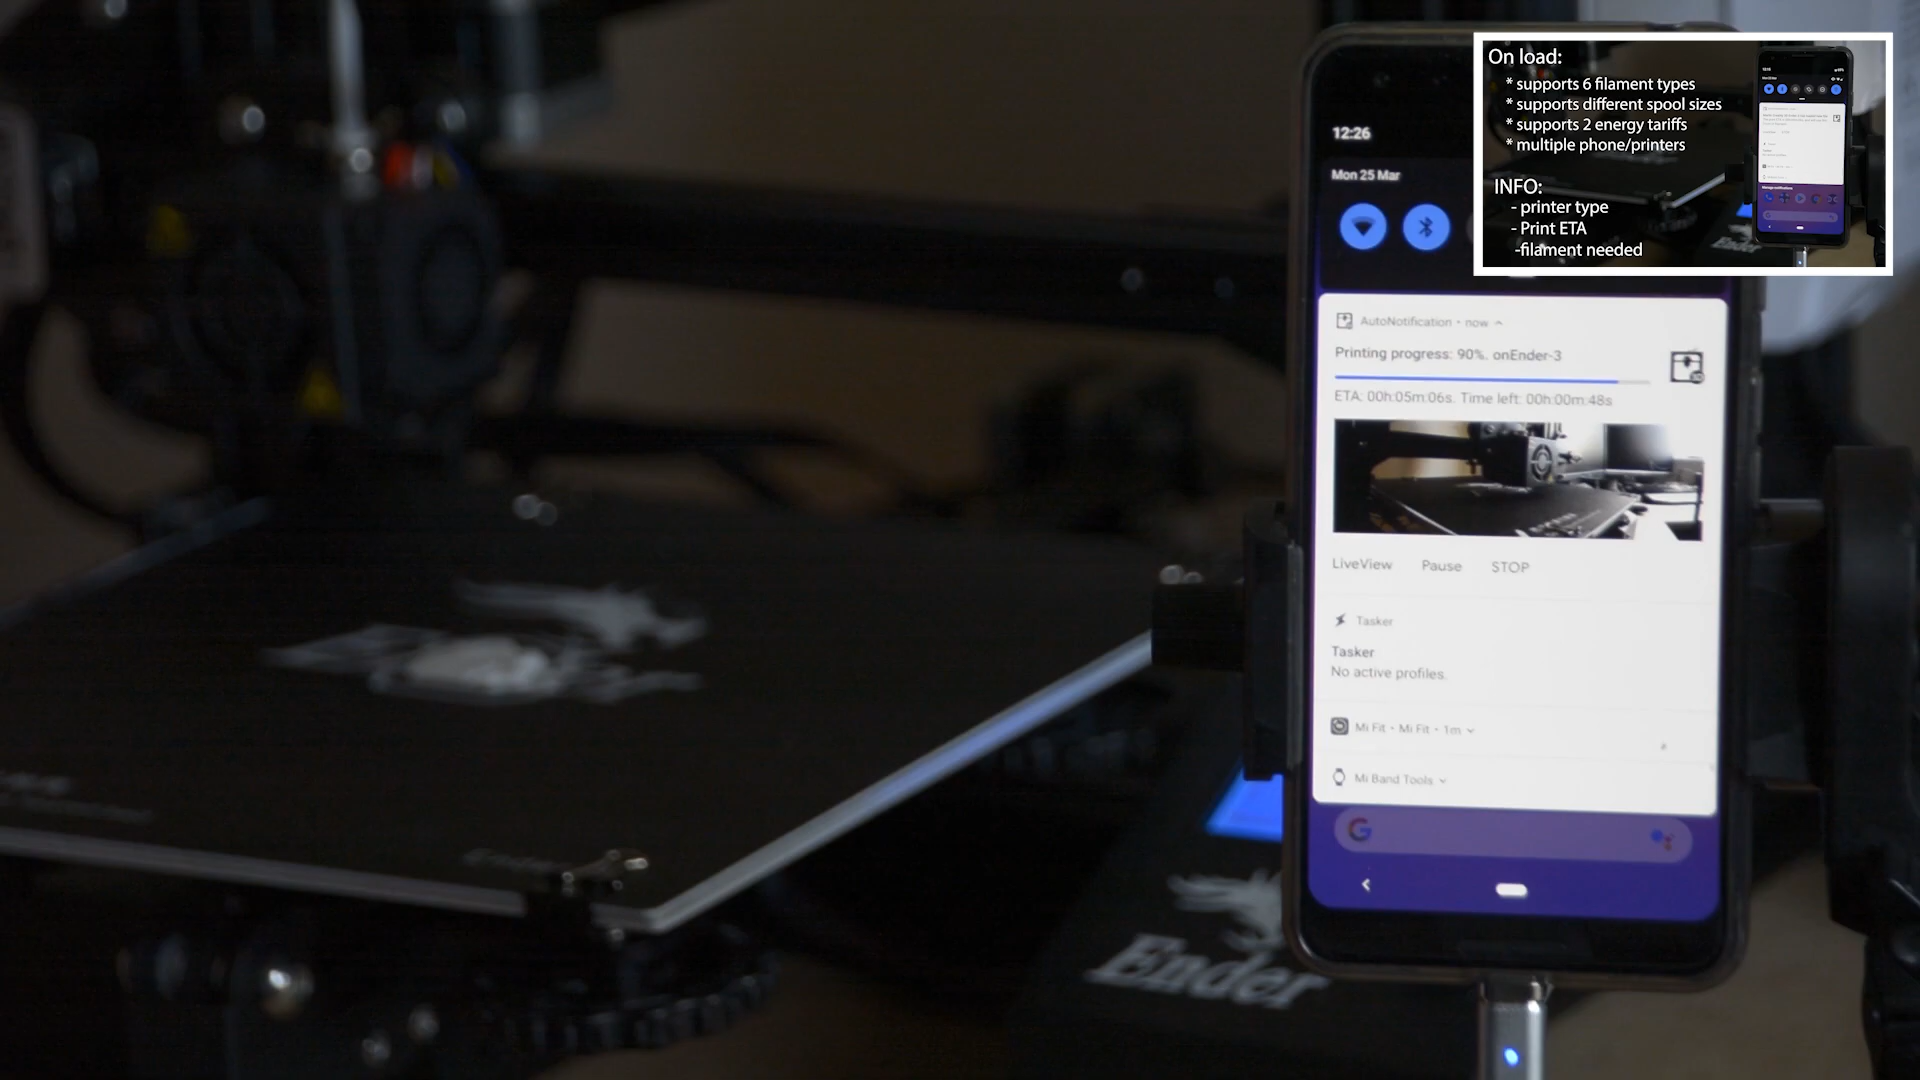 On load:
* supports 6 filament types
* supports different spool sizes
* supports 2 energy tariffs
* multiple phone/printers
INFO:
- printer type
- Print ETA
-filament needed
12:26
Mon 25 Mar
AutoNotification • now
Printing progress: 90%. onEnder-3
ETA: 00h:05m:06s. Time left: 00h:00m:48s
LiveView Pause STOP
Tasker
Tasker
No active profiles.
Mi Fit • Mi Fit • 1m
Mi Band Tools
G
Ender